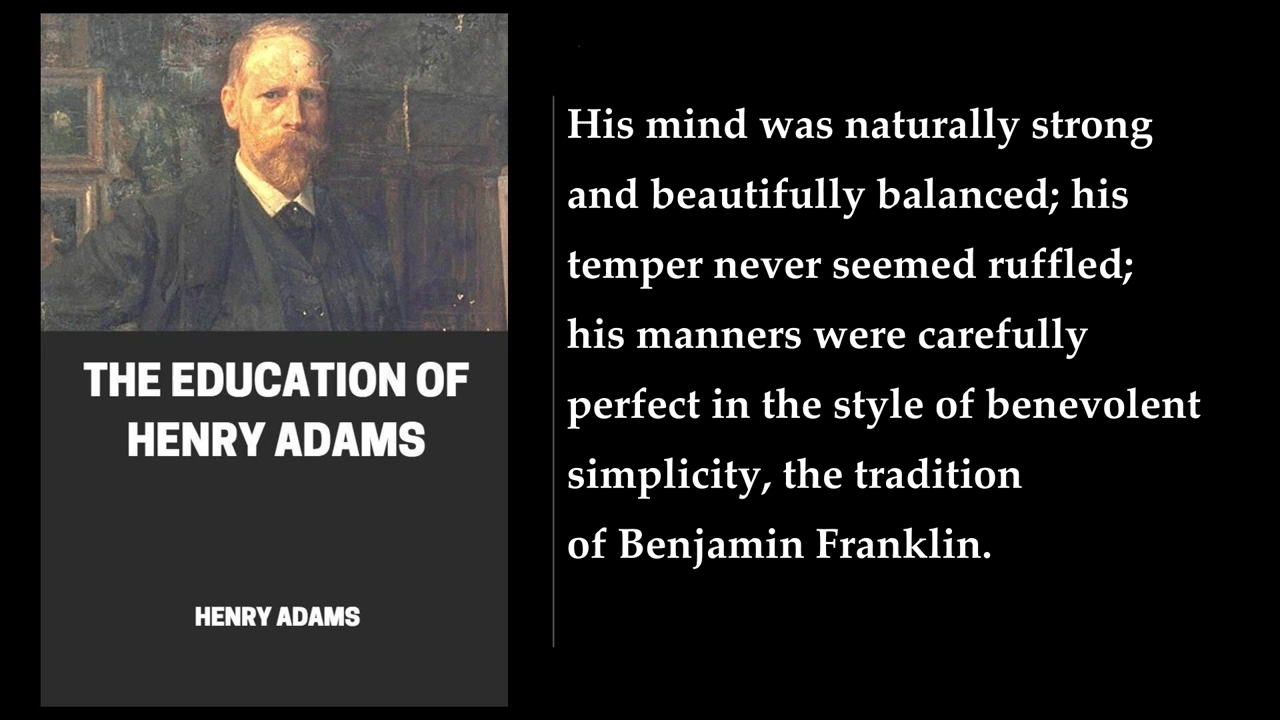 THE EDUCATION OF
HENRY ADAMS
HENRY ADAMS
His mind was naturally strong
and beautifully balanced; his
temper never seemed ruffled;
his manners were carefully
perfect in the style of benevolent
simplicity, the tradition
of Benjamin Franklin.